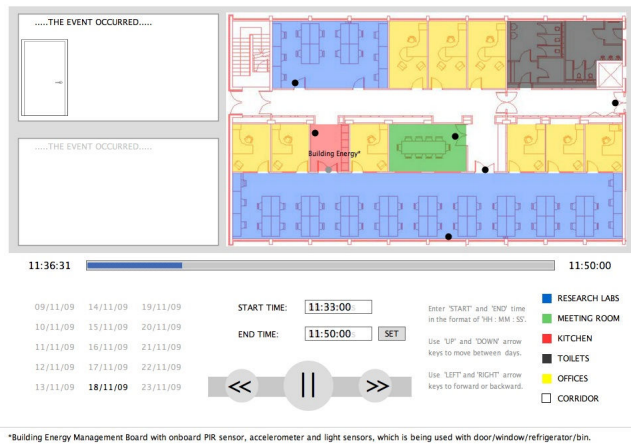 .....THE EVENT OCCURRED.....
.....THE EVENT OCCURRED.....
Building Energy*
11:36:31
11:50:00
09/11/09 14/11/09 19/11/09
10/11/09 15/11/09 20/11/09
11/11/09 16/11/09 21/11/09
12/11/09 17/11/09 22/11/09
13/11/09 18/11/09 23/11/09
START TIME: 11:33:00
END TIME: 11:50:00 SET
<< || >>
Enter 'START' and 'END' time
in the format of 'HH : MM : SS'.
Use 'UP' and 'DOWN' arrow
keys to move between days.
Use 'LEFT' and 'RIGHT' arrow
keys to forward or backward.
RESEARCH LABS
MEETING ROOM
KITCHEN
TOILETS
OFFICES
CORRIDOR
*Building Energy Management Board with onboard PIR sensor, accelerometer and light sensors, which is being used with door/window/refrigerator/bin.